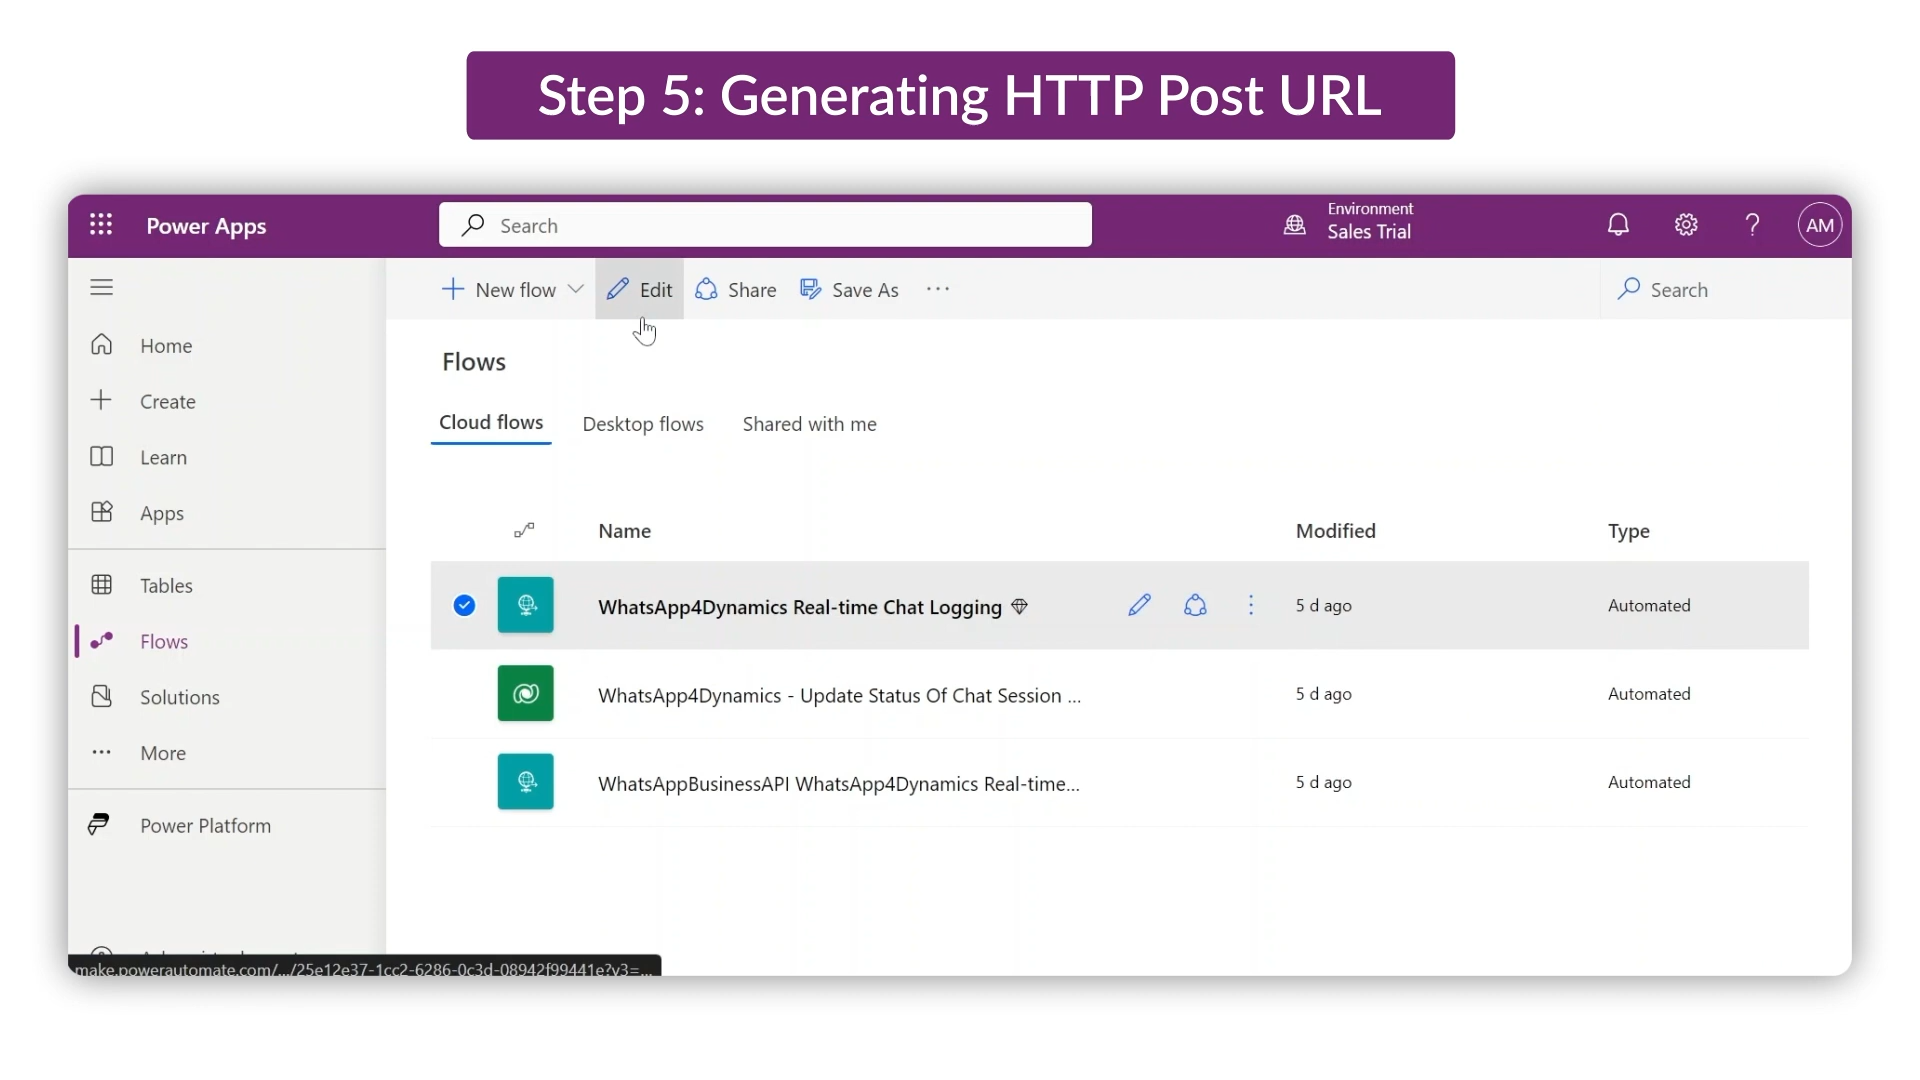 Step 5: Generating HTTP Post URL
Power Apps
Search
Environment
Sales Trial
AM
New flow
Edit
Share
Save As
Search
Home
Create
Learn
Apps
Tables
Flows
Solutions
More
Power Platform
Flows
Cloud flows
Desktop flows
Shared with me
Name
Modified
Type
WhatsApp4Dynamics Real-time Chat Logging
5 d ago
Automated
WhatsApp4Dynamics - Update Status Of Chat Session ...
5 d ago
Automated
WhatsAppBusinessAPI WhatsApp4Dynamics Real-time...
5 d ago
Automated
make.powerautomate.com/.../25e12e37-1cc2-6286-0c3d-08942f99441e?v3=...